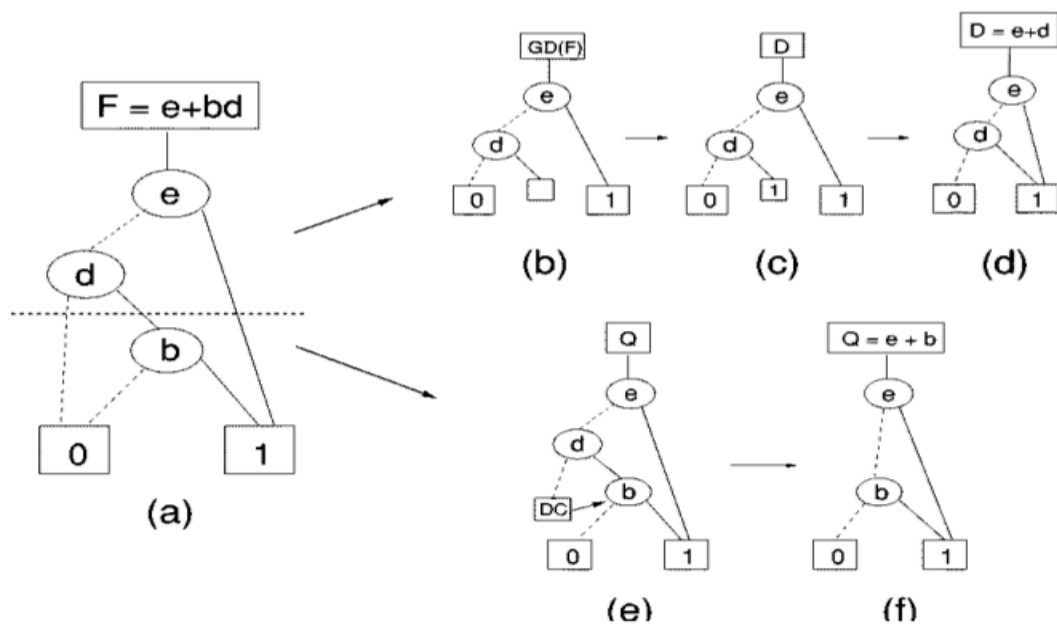 F = e+bd
e
d
b
0 1
(a)
GD(F)
e
d
0 1
(b)
D
e
d
0 1 1
(c)
D = e+d
e
d
0 1
(d)
Q
e
d
DC b
0 1
(e)
Q = e + b
e
b
0 1
(f)